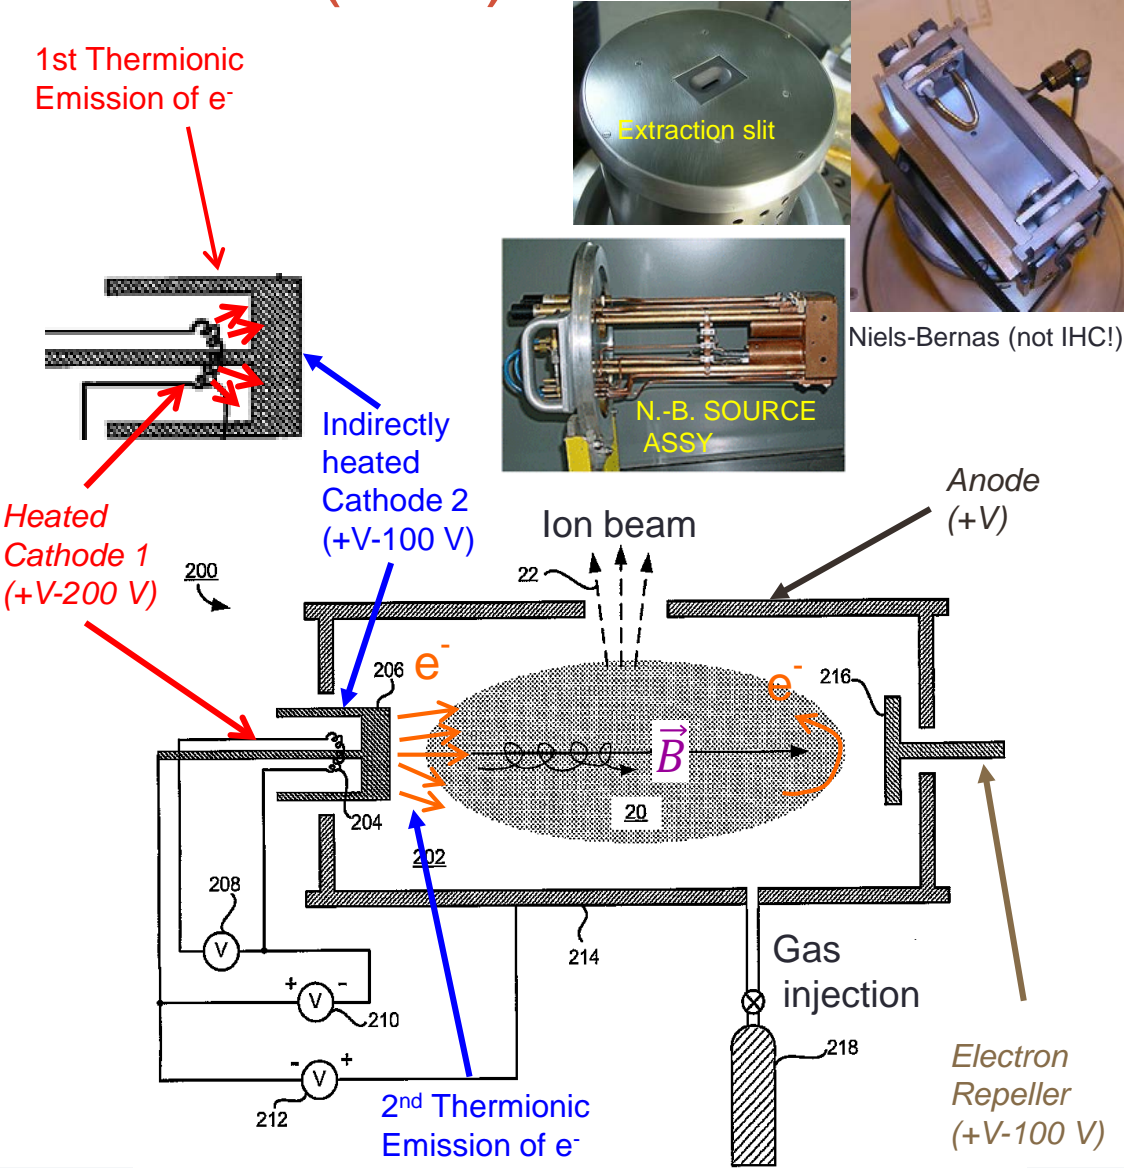 1st Thermionic
Emission of e-
Extraction slit
Niels-Bernas (not IHC!)
N.-B. SOURCE
ASSY
Indirectly
heated
Cathode 2
(+V-100 V)
Heated
Cathode 1
(+V-200 V)
Anode
(+V)
Ion beam
200
22
206
e-
e-
216
B
20
204
202
208
V
214
Gas
injection
+ V -
210
218
- V +
212
2nd Thermionic
Emission of e-
Electron
Repeller
(+V-100 V)